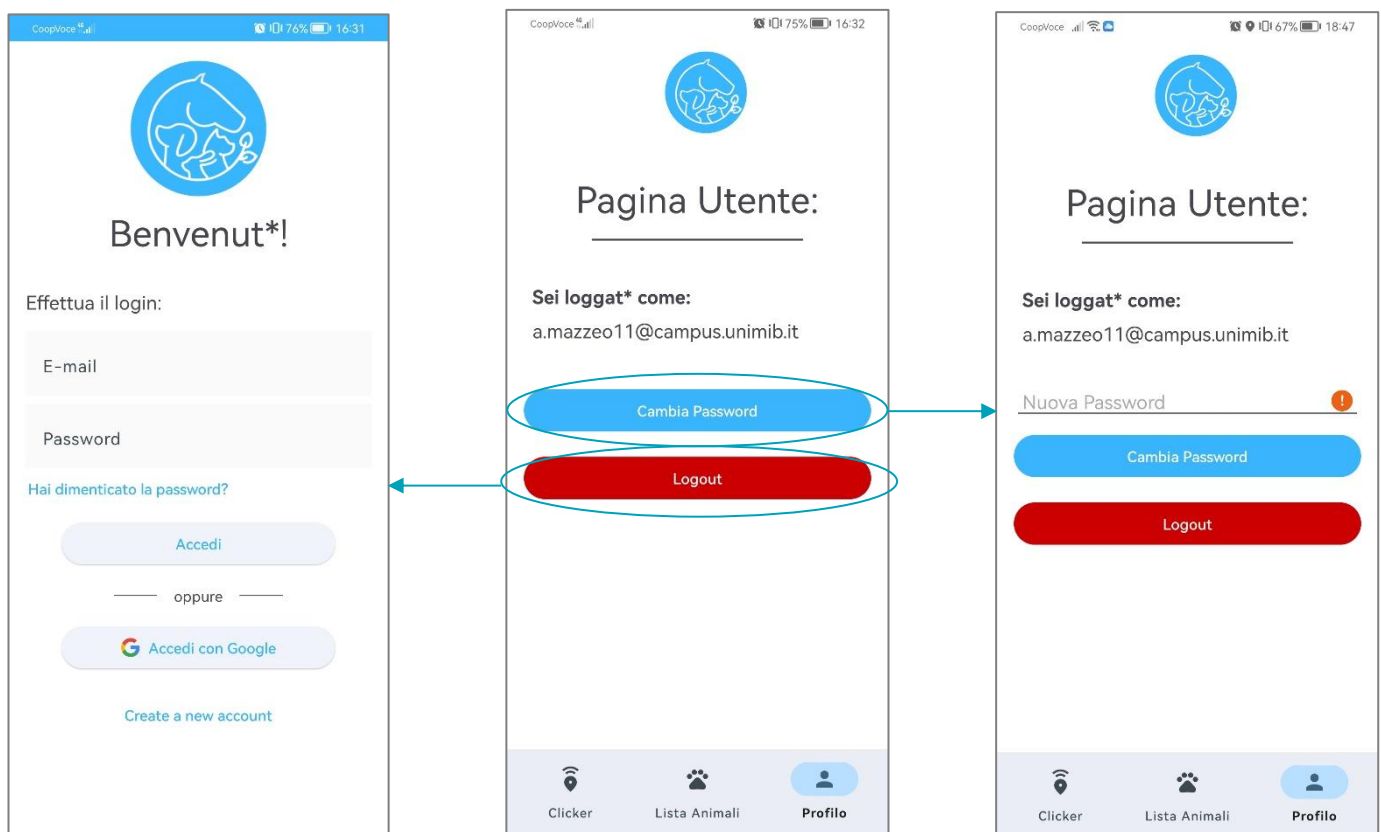 CoopVoce 76% 16:31
Benvenut*!
Effettua il login:
E-mail
Password
Hai dimenticato la password?
Accedi
oppure
G Accedi con Google
Create a new account
CoopVoce 75% 16:32
Pagina Utente:
Sei loggat* come:
a.mazzeo11@campus.unimib.it
Cambia Password
Logout
Clicker Lista Animali Profilo
CoopVoce 67% 18:47
Pagina Utente:
Sei loggat* come:
a.mazzeo11@campus.unimib.it
Nuova Password !
Cambia Password
Logout
Clicker Lista Animali Profilo